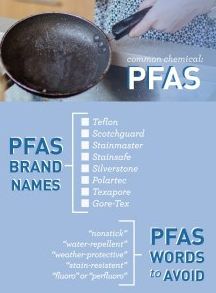 common chemical:
PFAS
PFAS
BRAND
NAMES
Teflon
Scotchguard
Stainmaster
Stainsafe
Silverstone
Polartec
Texapore
Gore-Tex
"nonstick"
"water-repellent"
"weather-protective"
"stain-resistent"
"fluoro" or "perfluoro"
PFAS
WORDS
to AVOID